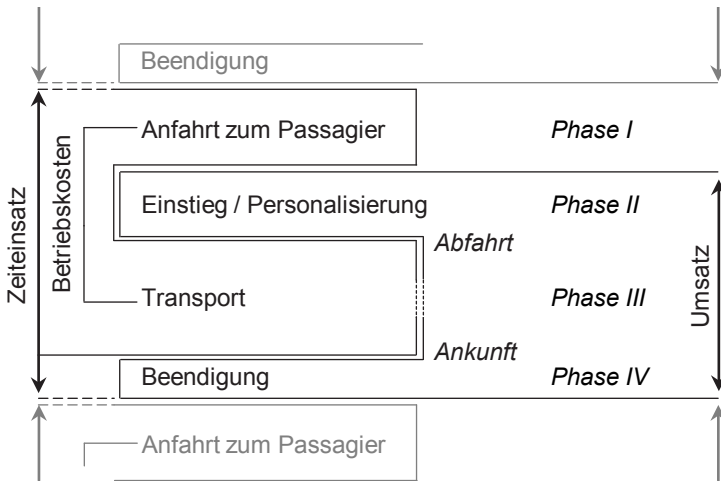 Beendigung
Anfahrt zum Passagier
Phase I
Zeiteinsatz
Betriebskosten
Einstieg / Personalisierung
Phase II
Abfahrt
Umsatz
Transport
Phase III
Ankunft
Beendigung
Phase IV
Anfahrt zum Passagier